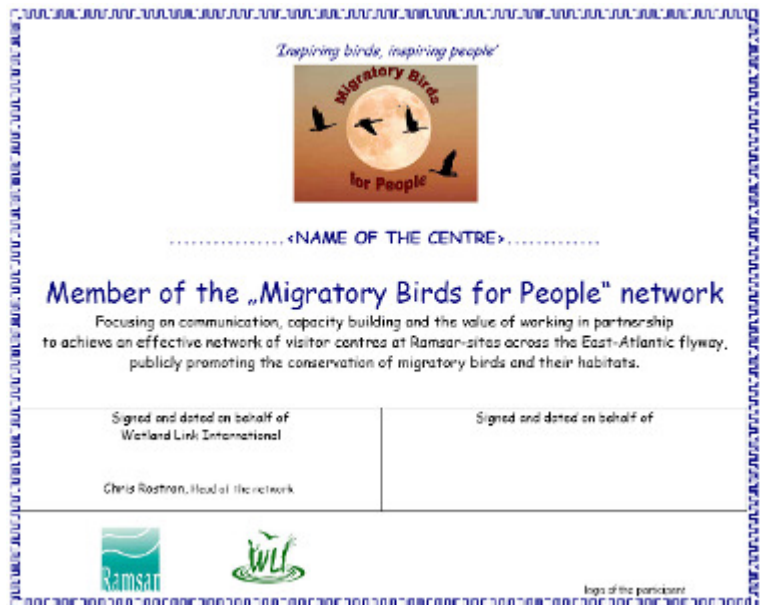 'Inspiring birds, inspiring people'
Migratory Birds
for People
................<NAME OF THE CENTRE>.............
Member of the „Migratory Birds for People“ network
Focusing on communication, capacity building and the value of working in partnership
to achieve an effective network of visitor centres at Ramsar-sites across the East-Atlantic flyway,
publicly promoting the conservation of migratory birds and their habitats.
Signed and dated on behalf of
Wetland Link International
Chris Rostron, Head of the network
Signed and dated on behalf of
Ramsar
WLI
logo of the participant